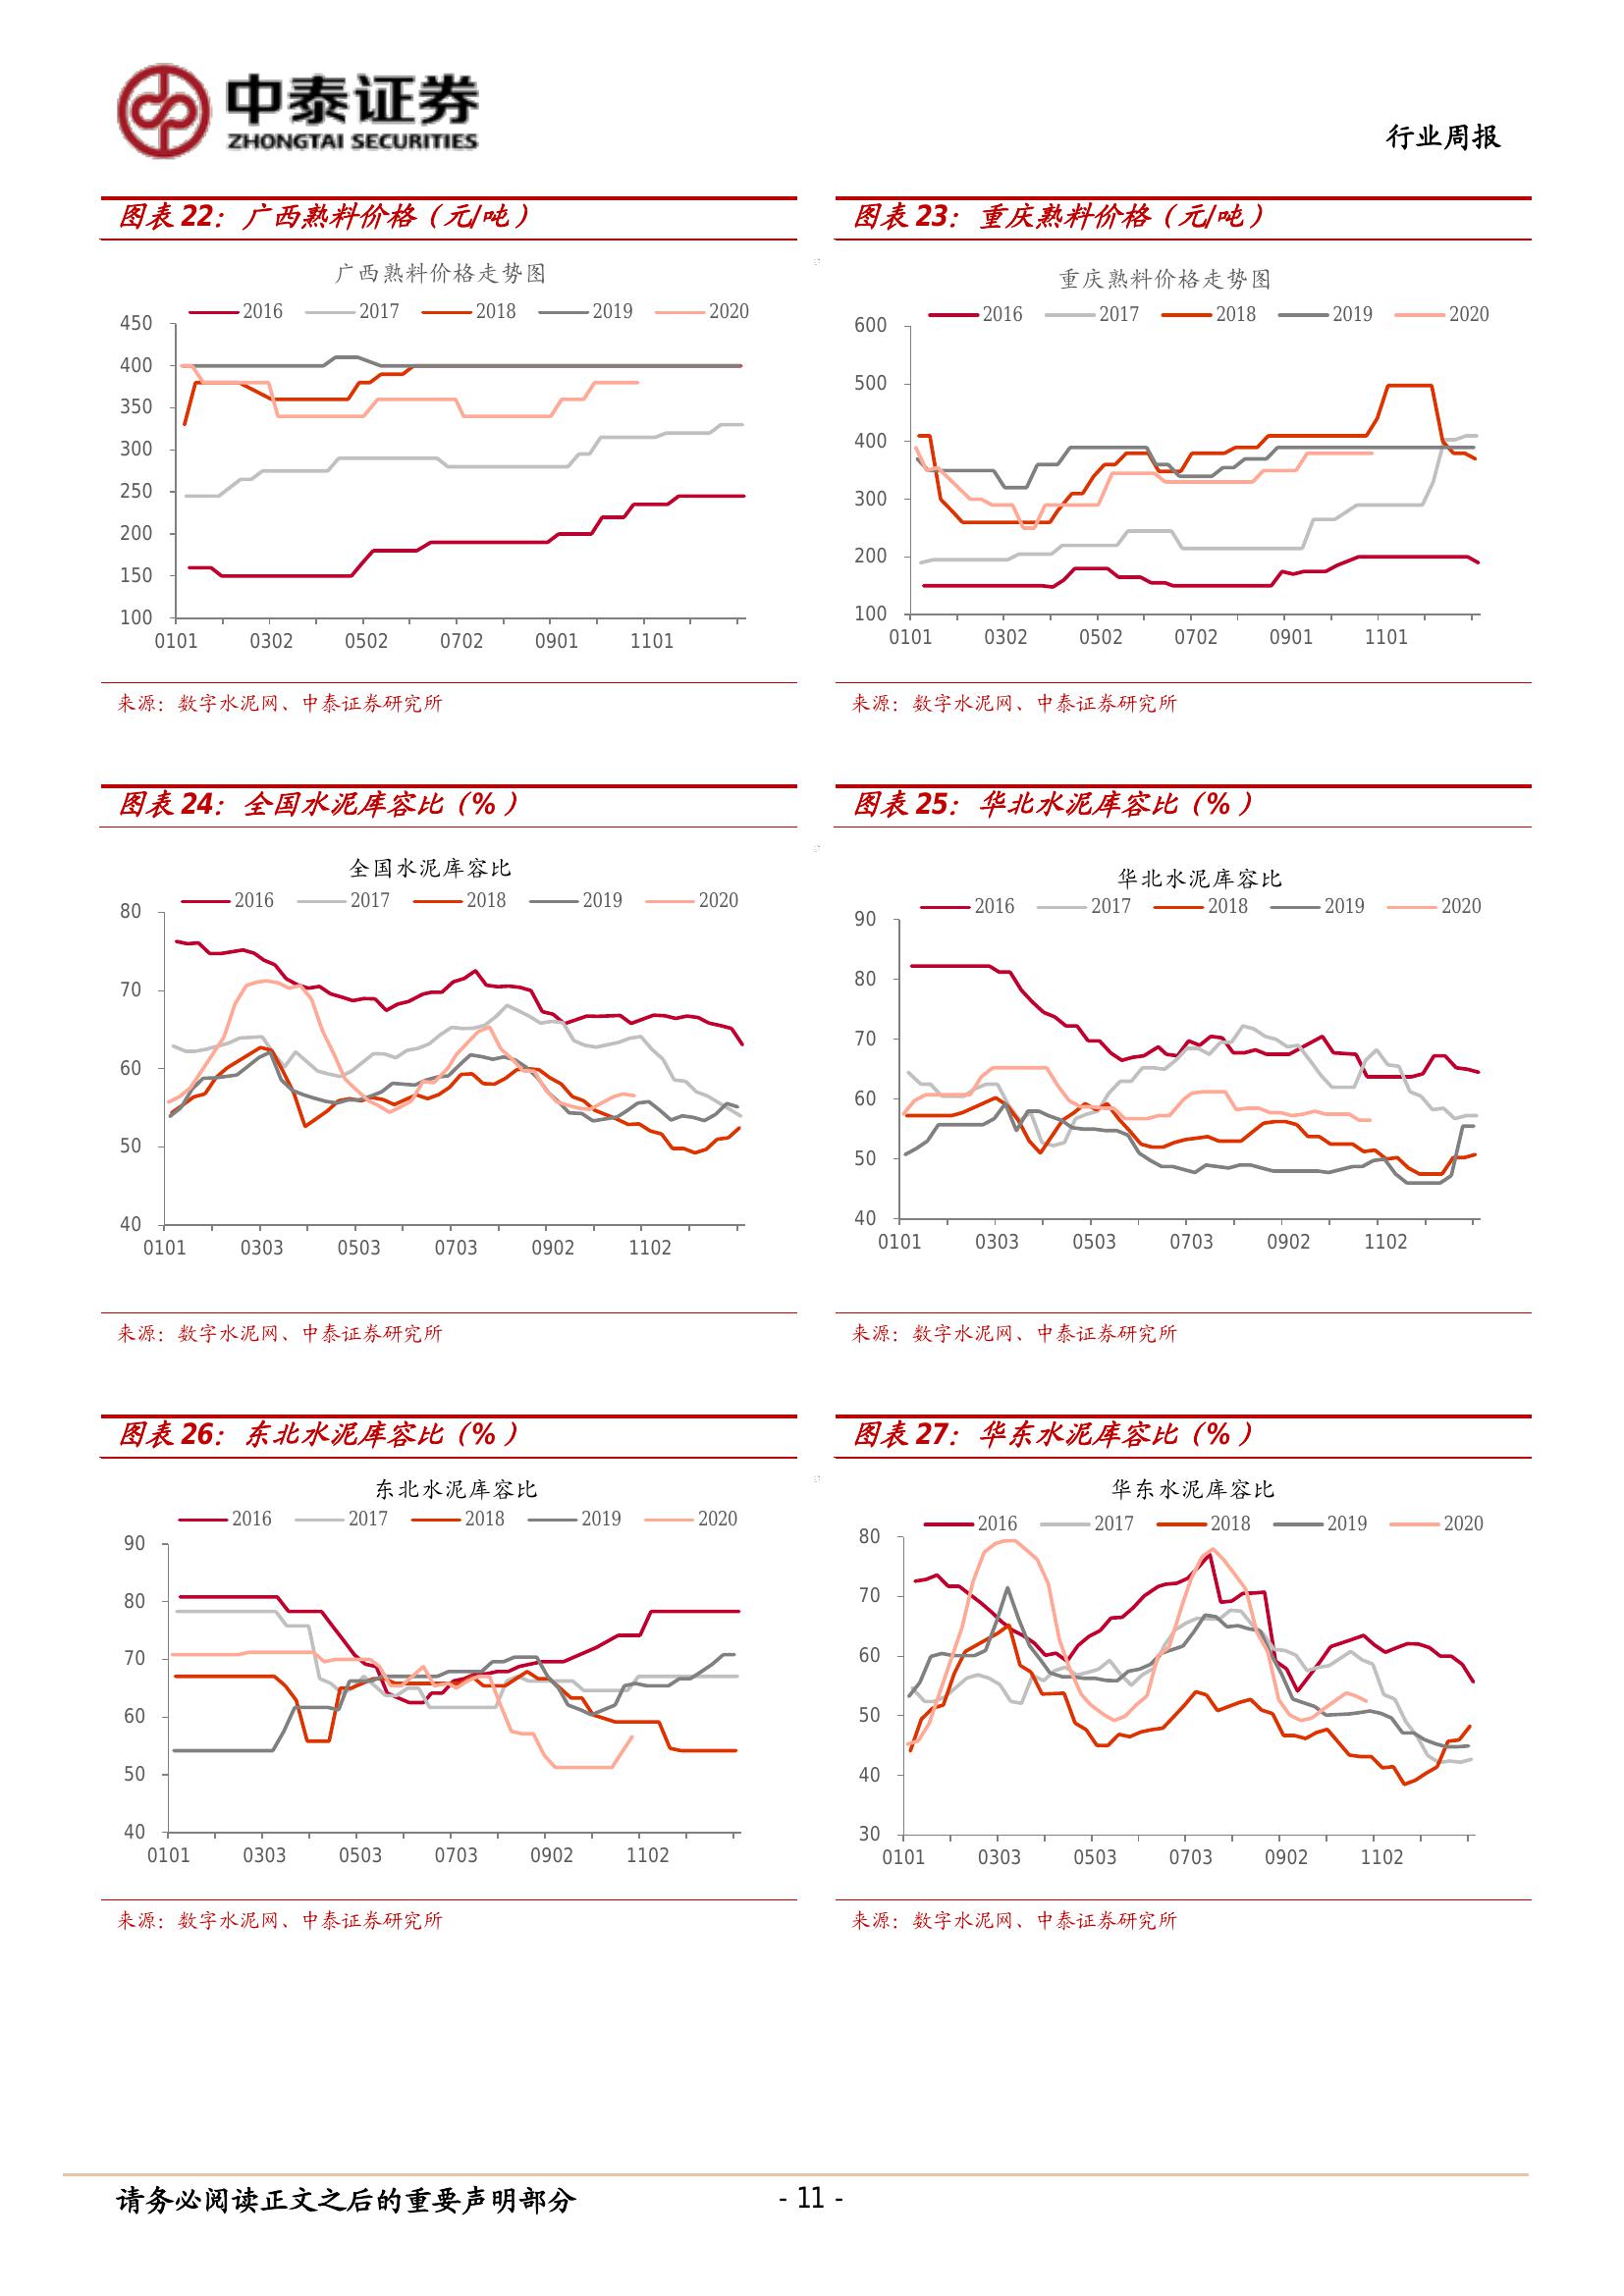 中泰证券
ZHONGTAI SECURITIES
行业周报
图表22：广西熟料价格（元/吨）
广西熟料价格走势图
2016 2017 2018 2019 2020
450
400
350
300
250
200
150
100
0101 0302 0502 0702 0901 1101
来源：数字水泥网、中泰证券研究所
图表23：重庆熟料价格（元/吨）
重庆熟料价格走势图
2016 2017 2018 2019 2020
600
500
400
300
200
100
0101 0302 0502 0702 0901 1101
来源：数字水泥网、中泰证券研究所
图表24：全国水泥库容比（%）
全国水泥库容比
2016 2017 2018 2019 2020
80
70
60
50
40
0101 0303 0503 0703 0902 1102
来源：数字水泥网、中泰证券研究所
图表25：华北水泥库容比（%）
华北水泥库容比
2016 2017 2018 2019 2020
90
80
70
60
50
40
0101 0303 0503 0703 0902 1102
来源：数字水泥网、中泰证券研究所
图表26：东北水泥库容比（%）
东北水泥库容比
2016 2017 2018 2019 2020
90
80
70
60
50
40
0101 0303 0503 0703 0902 1102
来源：数字水泥网、中泰证券研究所
图表27：华东水泥库容比（%）
华东水泥库容比
2016 2017 2018 2019 2020
80
70
60
50
40
30
0101 0303 0503 0703 0902 1102
来源：数字水泥网、中泰证券研究所
请务必阅读正文之后的重要声明部分
- 11 -